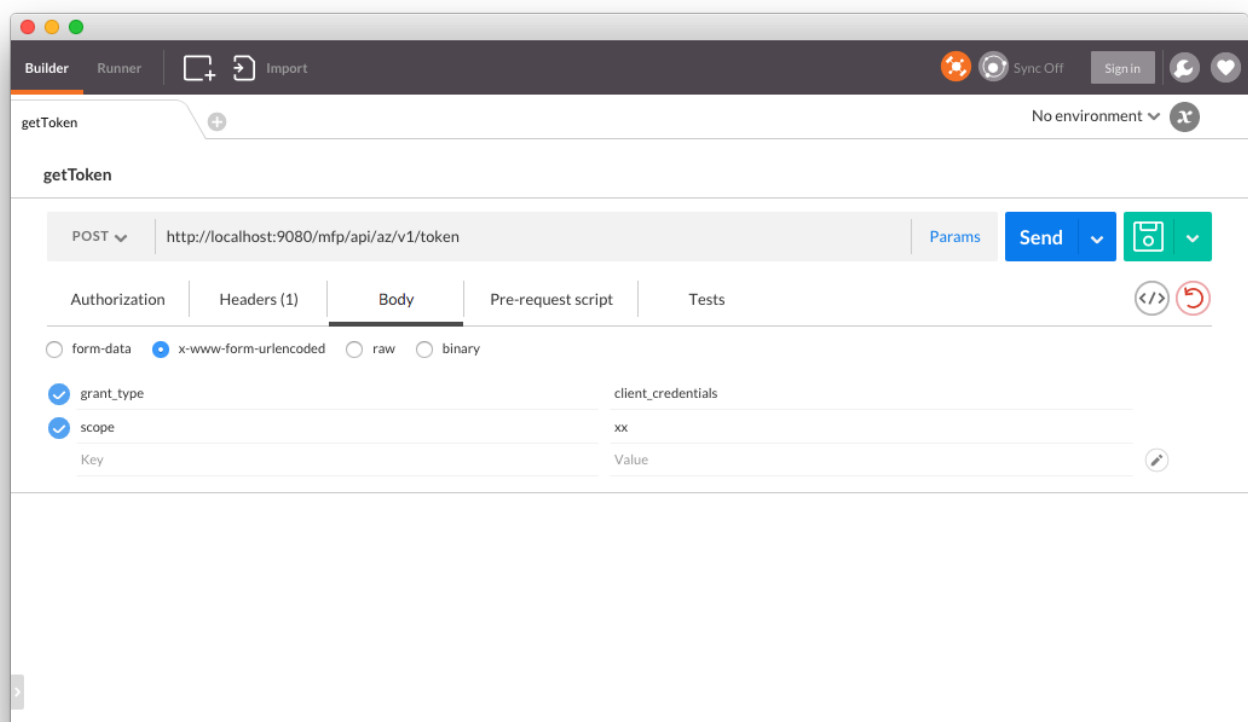 Builder Runner Import Sync Off Sign in
getToken No environment
getToken
POST http://localhost:9080/mfp/api/az/v1/token Params Send
Authorization Headers (1) Body Pre-request script Tests
form-data x-www-form-urlencoded raw binary
grant_type client_credentials
scope xx
Key Value